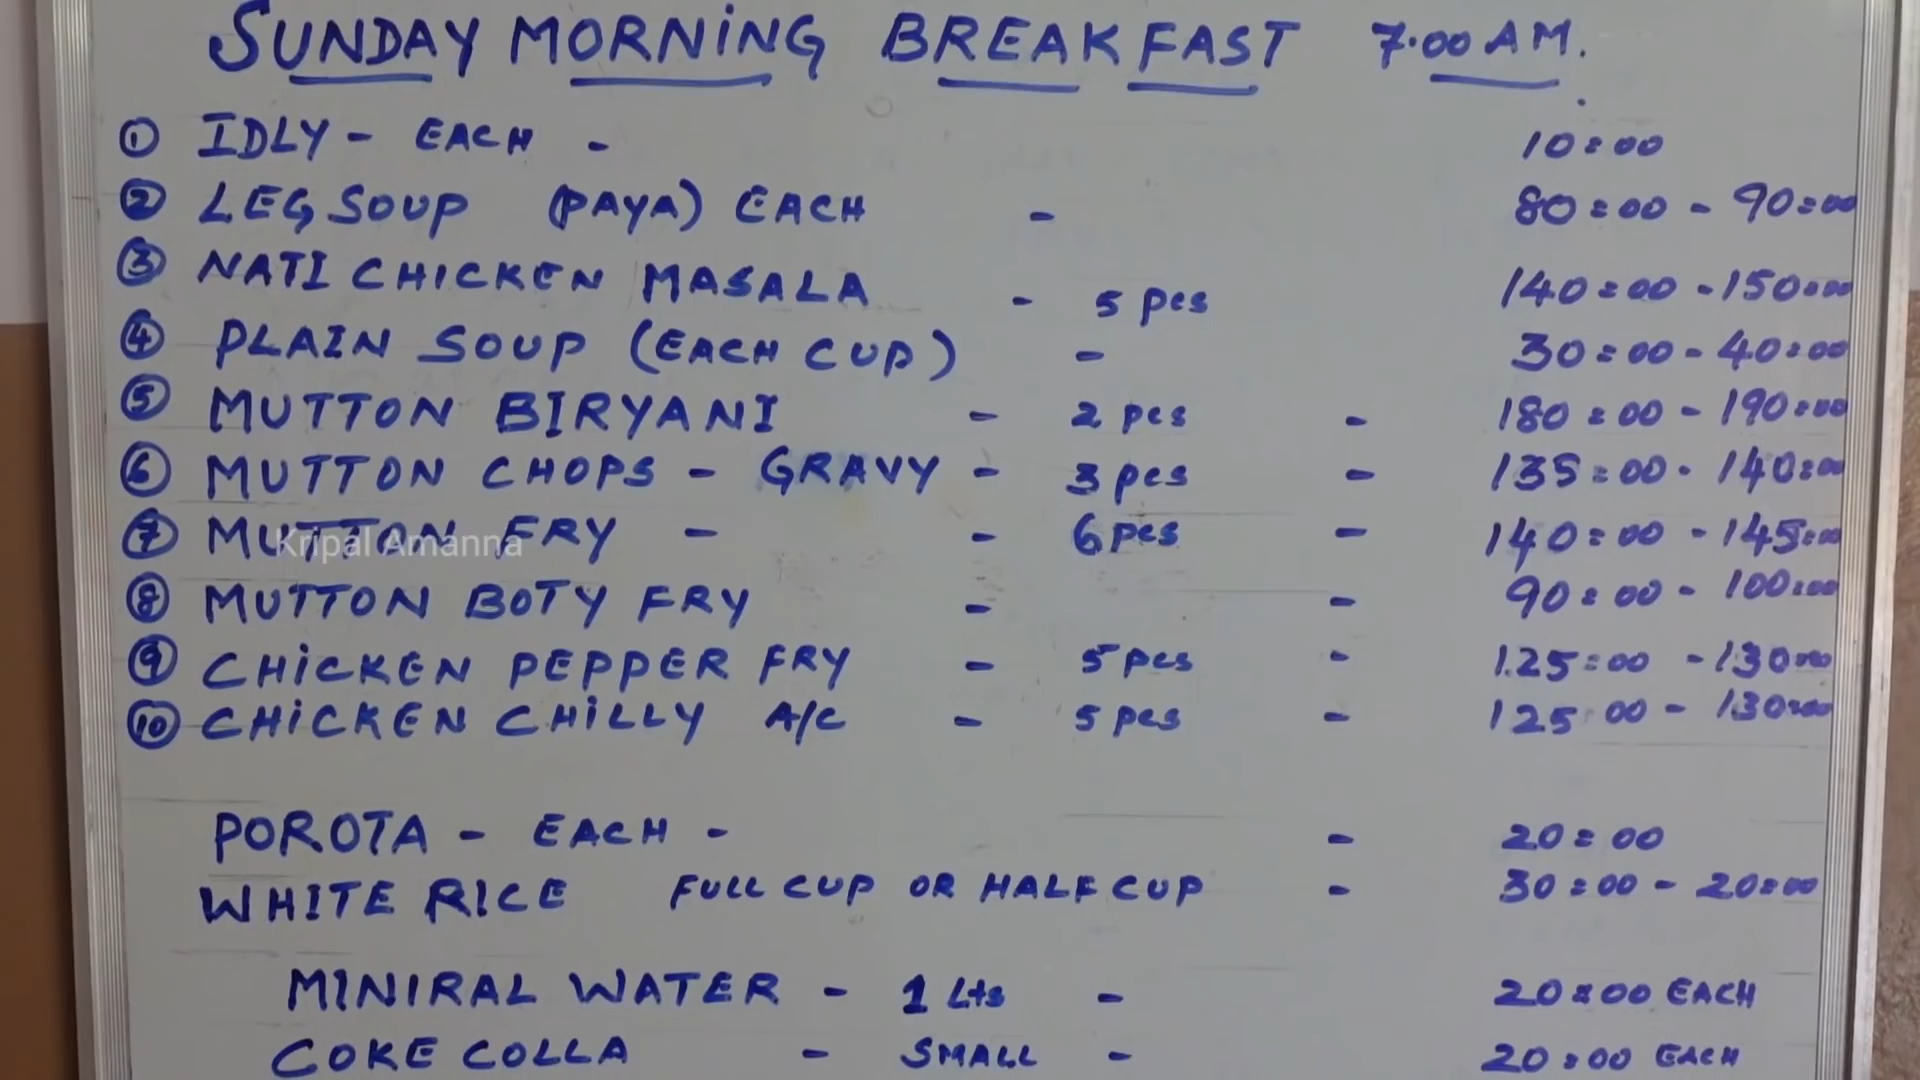 SUNDAY MORNING BREAKFAST 7.00 AM.
① IDLY - EACH - 10=00
② LEG SOUP (PAYA) EACH - 80=00 - 90=00
③ NATI CHICKEN MASALA - 5 pcs 140=00 - 150=00
④ PLAIN SOUP (EACH CUP) - 30=00 - 40=00
⑤ MUTTON BIRYANI - 2 pcs - 180=00 - 190=00
⑥ MUTTON CHOPS - GRAVY - 3 pcs - 135=00 - 140=00
⑦ MUTTON FRY - - 6 pcs - 140=00 - 145=00
Kripal Amanna
⑧ MUTTON BOTY FRY - - 90=00 - 100=00
⑨ CHICKEN PEPPER FRY - 5 pcs - 125=00 - 130=00
⑩ CHICKEN CHILLY A/C - 5 pcs - 125 00 - 130=00
POROTA - EACH - - 20=00
WHITE RICE FULL CUP OR HALF CUP - 30=00 - 20=00
MINIRAL WATER - 1 Lts - 20=00 EACH
COKE COLLA - SMALL - 20=00 EACH